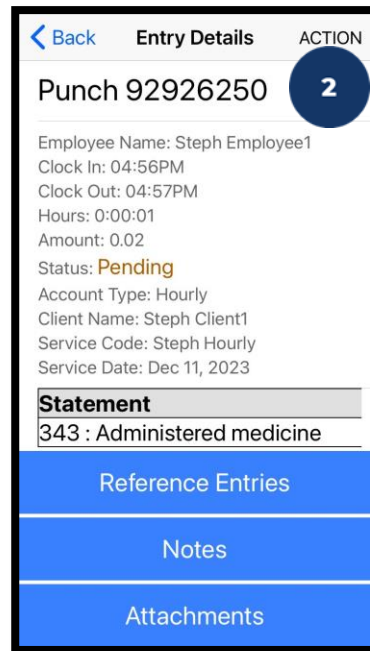 Back Entry Details ACTION
Punch 92926250 2
Employee Name: Steph Employee1
Clock In: 04:56PM
Clock Out: 04:57PM
Hours: 0:00:01
Amount: 0.02
Status: Pending
Account Type: Hourly
Client Name: Steph Client1
Service Code: Steph Hourly
Service Date: Dec 11, 2023
Statement
343 : Administered medicine
Reference Entries
Notes
Attachments